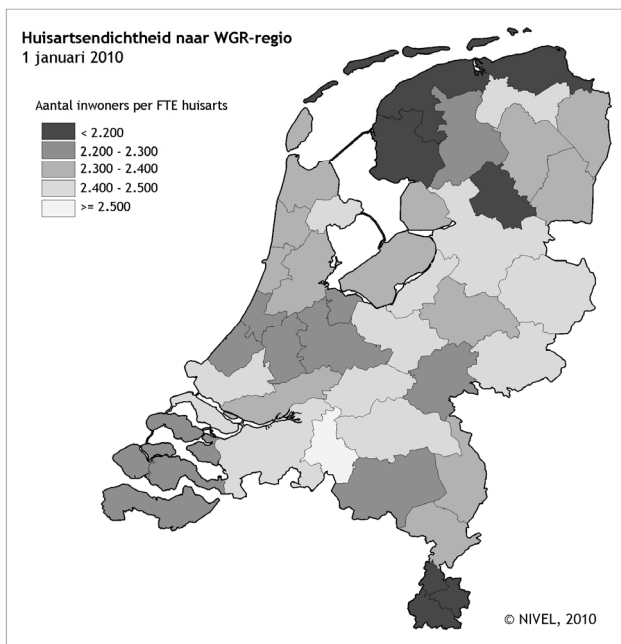 Huisartsendichtheid naar WGR-regio
1 januari 2010
Aantal inwoners per FTE huisarts
< 2.200
2.200 - 2.300
2.300 - 2.400
2.400 - 2.500
>= 2.500
© NIVEL, 2010